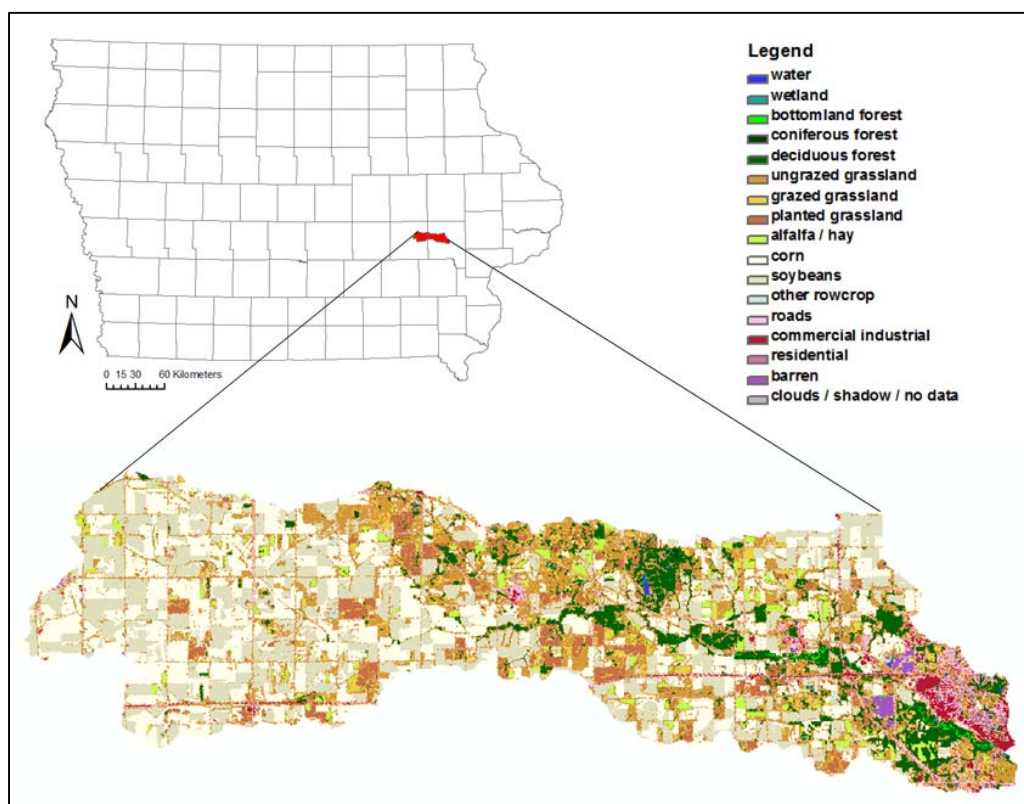 Legend
water
wetland
bottomland forest
coniferous forest
deciduous forest
ungrazed grassland
grazed grassland
planted grassland
alfalfa / hay
corn
soybeans
other rowcrop
roads
commercial industrial
residential
barren
clouds / shadow / no data
N
0 15 30 60 Kilometers